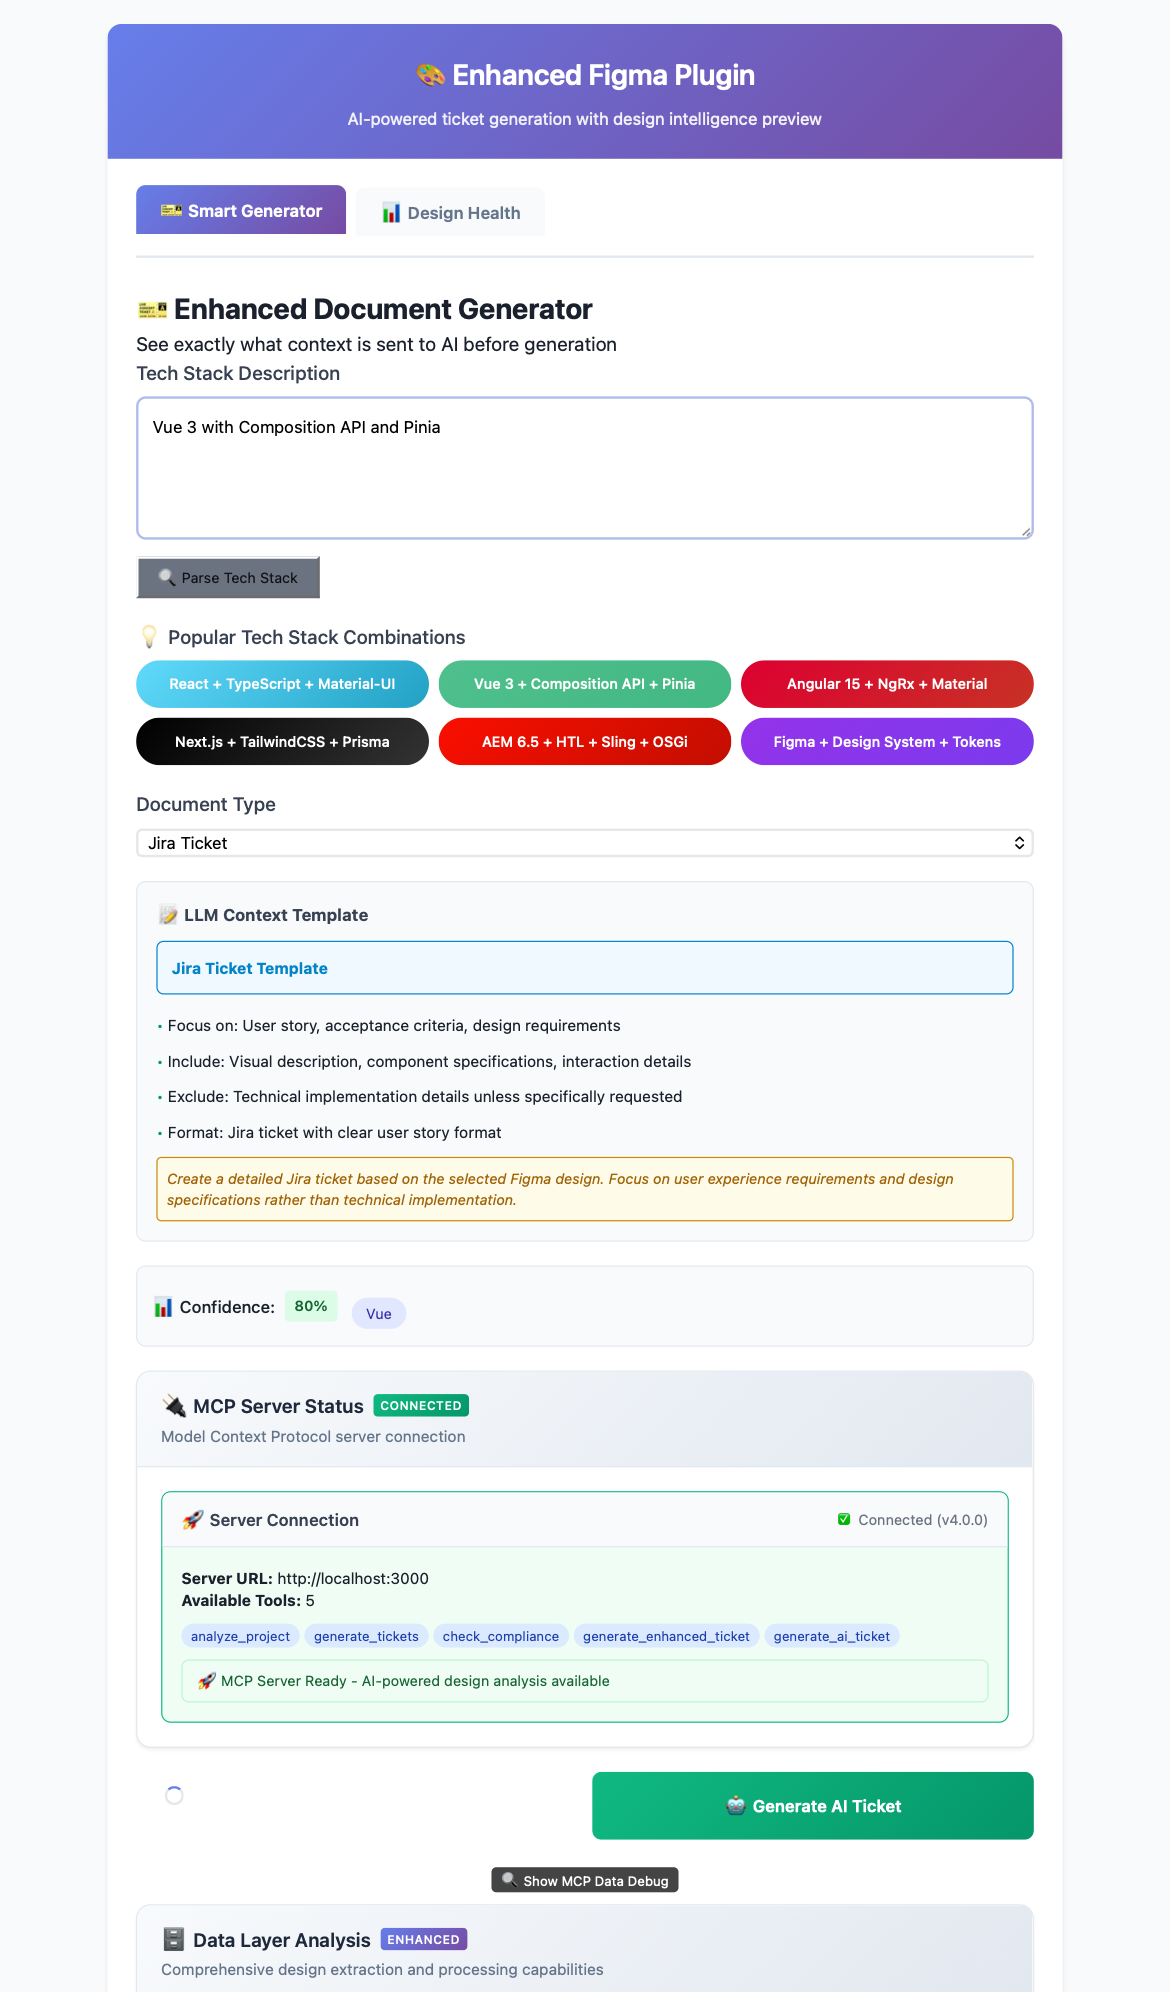 Enhanced Figma Plugin
AI-powered ticket generation with design intelligence preview
Smart Generator
Design Health
Enhanced Document Generator
See exactly what context is sent to AI before generation
Tech Stack Description
Vue 3 with Composition API and Pinia
Parse Tech Stack
Popular Tech Stack Combinations
React + TypeScript + Material-UI
Vue 3 + Composition API + Pinia
Angular 15 + NgRx + Material
Next.js + TailwindCSS + Prisma
AEM 6.5 + HTL + Sling + OSGi
Figma + Design System + Tokens
Document Type
Jira Ticket
LLM Context Template
Jira Ticket Template
• Focus on: User story, acceptance criteria, design requirements
• Include: Visual description, component specifications, interaction details
• Exclude: Technical implementation details unless specifically requested
• Format: Jira ticket with clear user story format
Create a detailed Jira ticket based on the selected Figma design. Focus on user experience requirements and design
specifications rather than technical implementation.
Confidence: 80% Vue
MCP Server Status CONNECTED
Model Context Protocol server connection
Server Connection
Connected (v4.0.0)
Server URL: http://localhost:3000
Available Tools: 5
analyze_project generate_tickets check_compliance generate_enhanced_ticket generate_ai_ticket
MCP Server Ready - AI-powered design analysis available
Generate AI Ticket
Show MCP Data Debug
Data Layer Analysis ENHANCED
Comprehensive design extraction and processing capabilities